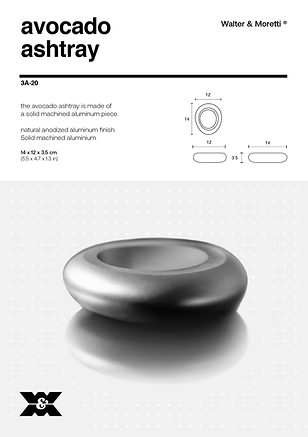 avocado
ashtray
Walter & Moretti ®
3A-20
the avocado ashtray is made of
a solid machined aluminum piece.
natural anodized aluminum finish
Solid machined aluminium
14 x 12 x 3.5 cm
(5.5 x 4.7 x 1.3 in)
12
14
12
14
3.5
&